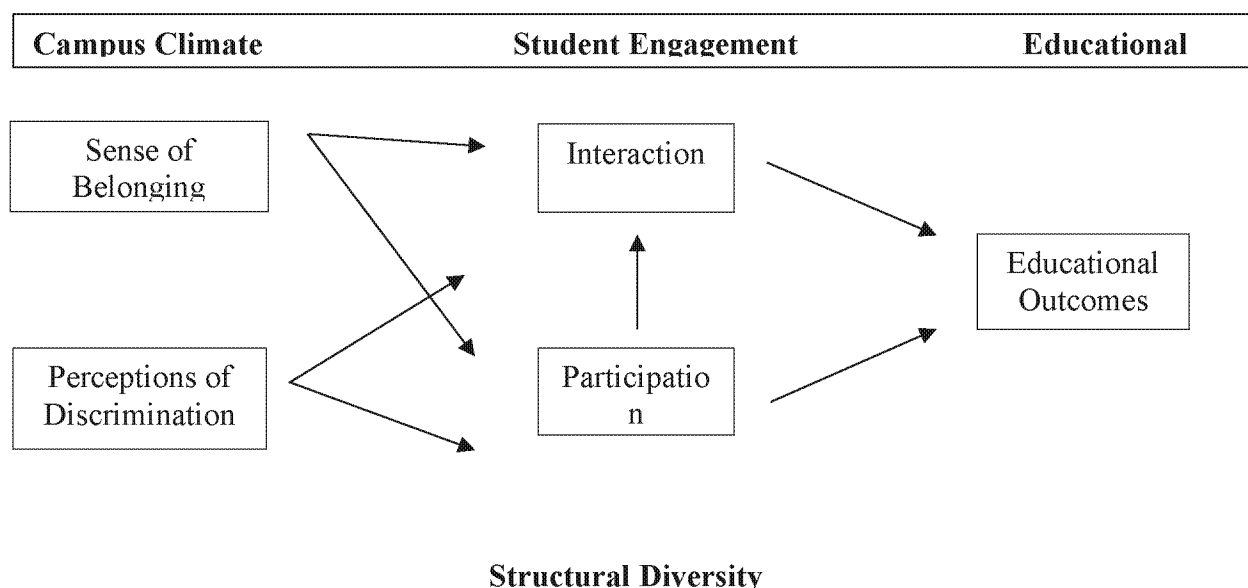 Campus Climate Student Engagement Educational
Sense of
Belonging
Interaction
Educational
Outcomes
Perceptions of
Discrimination
Participatio
n
Structural Diversity